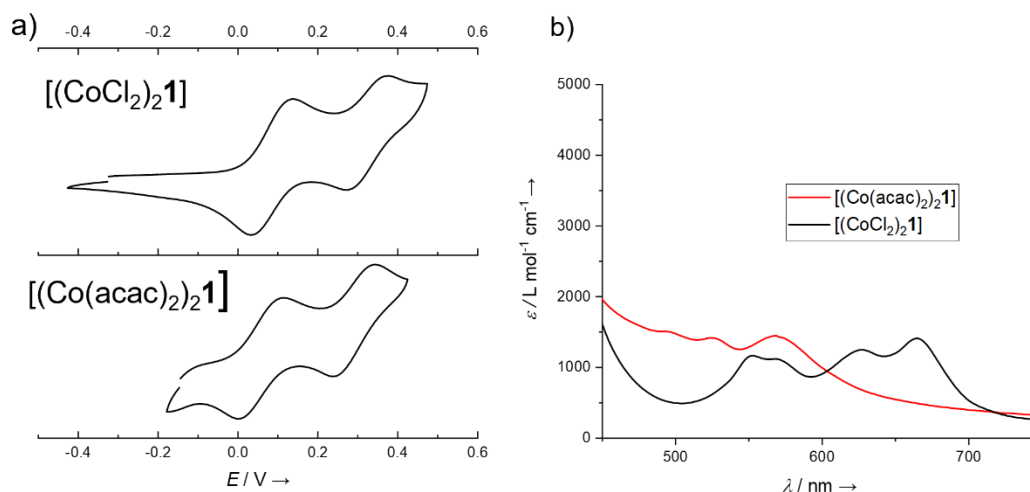 a)
-0.4 -0.2 0.0 0.2 0.4 0.6
[(CoCl₂)₂1]
[(Co(acac)₂)₂1]
-0.4 -0.2 0.0 0.2 0.4 0.6
E / V →
b)
5000
4000
3000
2000
1000
0
ε / L mol⁻¹ cm⁻¹ →
[(Co(acac)₂)₂1]
[(CoCl₂)₂1]
500 600 700
λ / nm →